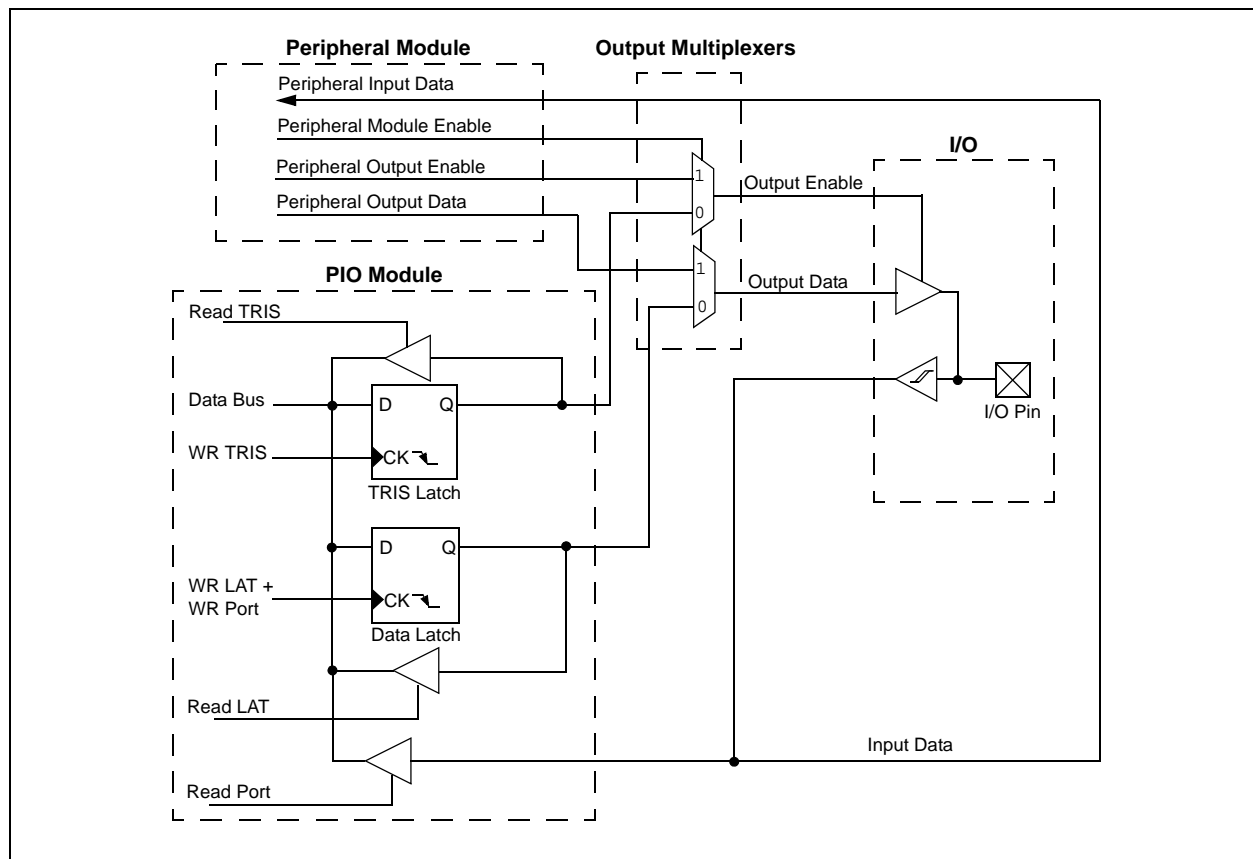 Peripheral Module
Output Multiplexers
Peripheral Input Data
Peripheral Module Enable
I/O
Peripheral Output Enable
1
Output Enable
Peripheral Output Data
0
PIO Module
1
Output Data
0
Read TRIS
Data Bus
D
Q
I/O Pin
WR TRIS
CK
TRIS Latch
D
Q
WR LAT +
WR Port
CK
Data Latch
Read LAT
Input Data
Read Port